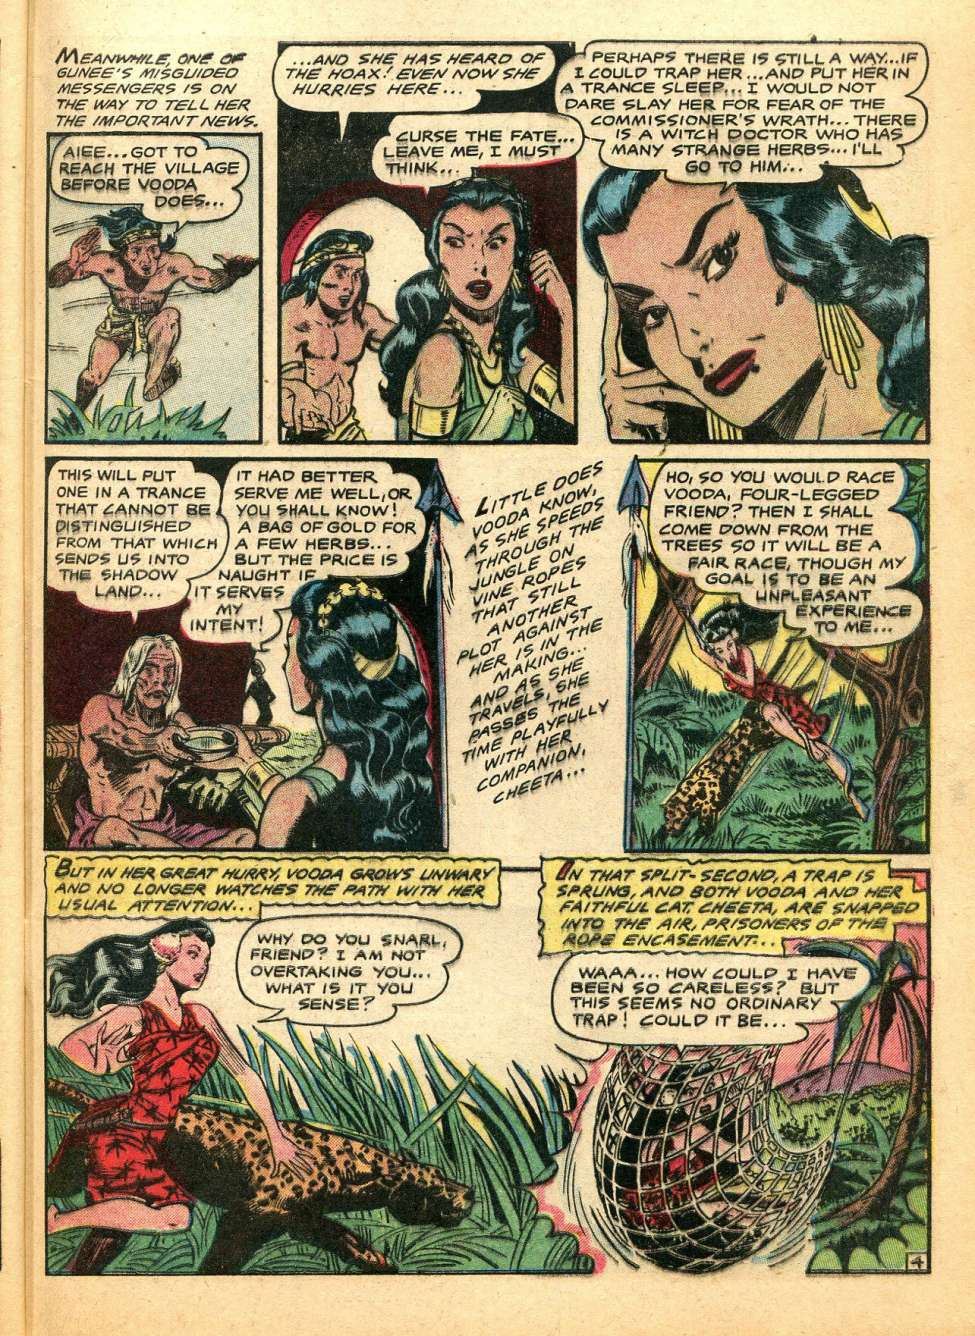 MEANWHILE, ONE OF
GUNEE'S MISGUIDED
MESSENGERS IS ON
THE WAY TO TELL HER
THE IMPORTANT NEWS.
AIEE...GOT TO
REACH THE VILLAGE
BEFORE VOODA
DOES...
...AND SHE HAS HEARD OF
THE HOAX! EVEN NOW SHE
HURRIES HERE...
CURSE THE FATE...
LEAVE ME, I MUST
THINK...
PERHAPS THERE IS STILL A WAY...IF
I COULD TRAP HER...AND PUT HER IN
A TRANCE SLEEP...I WOULD NOT
DARE SLAY HER FOR FEAR OF THE
COMMISSIONER'S WRATH...THERE
IS A WITCH DOCTOR WHO HAS
MANY STRANGE HERBS...I'LL
GO TO HIM...
THIS WILL PUT
ONE IN A TRANCE
THAT CANNOT BE
DISTINGUISHED
FROM THAT WHICH
SENDS US INTO
THE SHADOW
LAND...
IT HAD BETTER
SERVE ME WELL, OR
YOU SHALL KNOW!
A BAG OF GOLD FOR
A FEW HERBS...
BUT THE PRICE IS
NAUGHT IF
IT SERVES
MY
INTENT!
LITTLE DOES
VOODA KNOW,
AS SHE SPEEDS
THROUGH THE
JUNGLE ON
VINE ROPES
THAT STILL
ANOTHER
PLOT AGAINST
HER IS IN THE
MAKING...
AND AS SHE
TRAVELS, SHE
PASSES THE
TIME PLAYFULLY
WITH HER
COMPANION,
CHEETA...
HO, SO YOU WOULD RACE
VOODA, FOUR-LEGGED
FRIEND? THEN I SHALL
COME DOWN FROM THE
TREES SO IT WILL BE A
FAIR RACE, THOUGH MY
GOAL IS TO BE AN
UNPLEASANT
EXPERIENCE
TO ME...
BUT IN HER GREAT HURRY, VOODA GROWS UNWARY
AND NO LONGER WATCHES THE PATH WITH HER
USUAL ATTENTION...
WHY DO YOU SNARL,
FRIEND? I AM NOT
OVERTAKING YOU...
WHAT IS IT YOU
SENSE?
IN THAT SPLIT-SECOND, A TRAP IS
SPRUNG, AND BOTH VOODA AND HER
FAITHFUL CAT, CHEETA, ARE SNAPPED
INTO THE AIR, PRISONERS OF THE
ROPE ENCASEMENT...
WAAA...HOW COULD I HAVE
BEEN SO CARELESS? BUT
THIS SEEMS NO ORDINARY
TRAP! COULD IT BE...
4